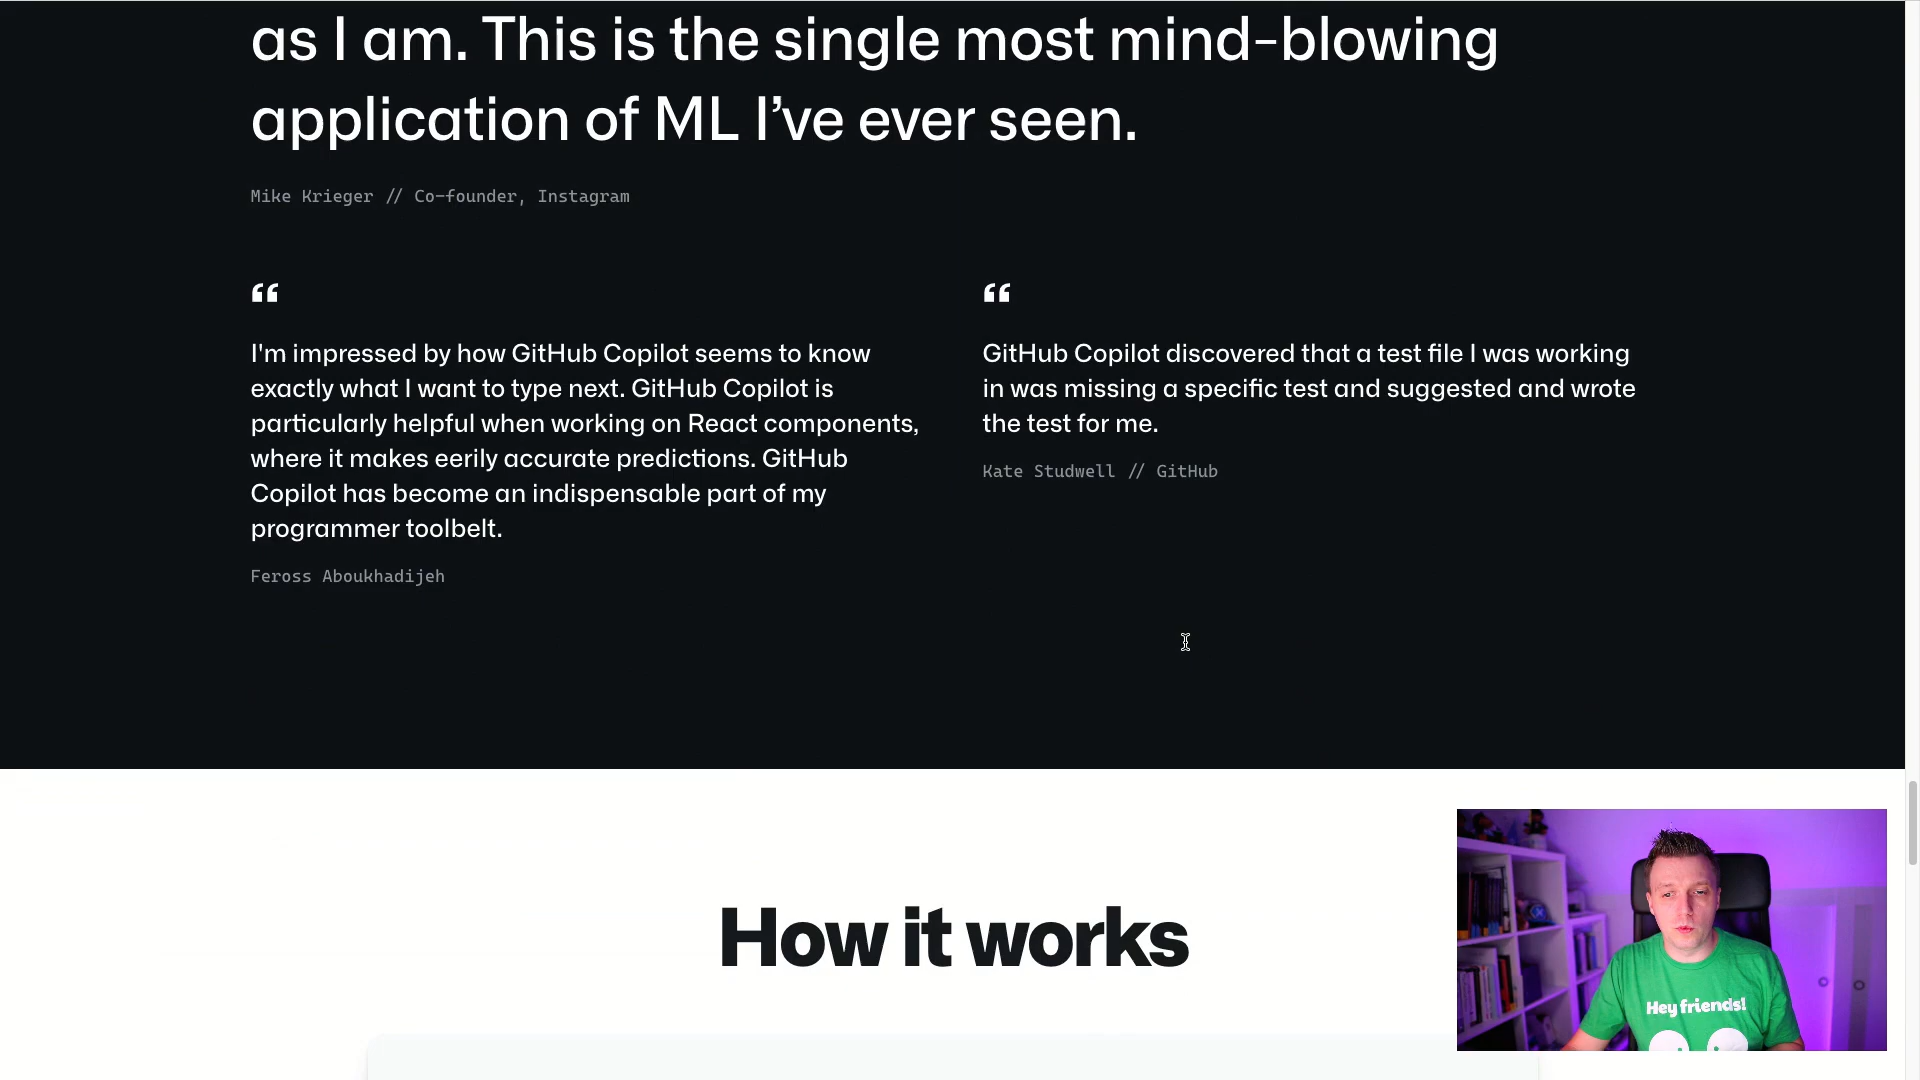 as I am. This is the single most mind-blowing
application of ML I’ve ever seen.
Mike Krieger // Co-founder, Instagram
“
I'm impressed by how GitHub Copilot seems to know
exactly what I want to type next. GitHub Copilot is
particularly helpful when working on React components,
where it makes eerily accurate predictions. GitHub
Copilot has become an indispensable part of my
programmer toolbelt.
Feross Aboukhadijeh
“
GitHub Copilot discovered that a test file I was working
in was missing a specific test and suggested and wrote
the test for me.
Kate Studwell // GitHub
How it works
Hey friends!